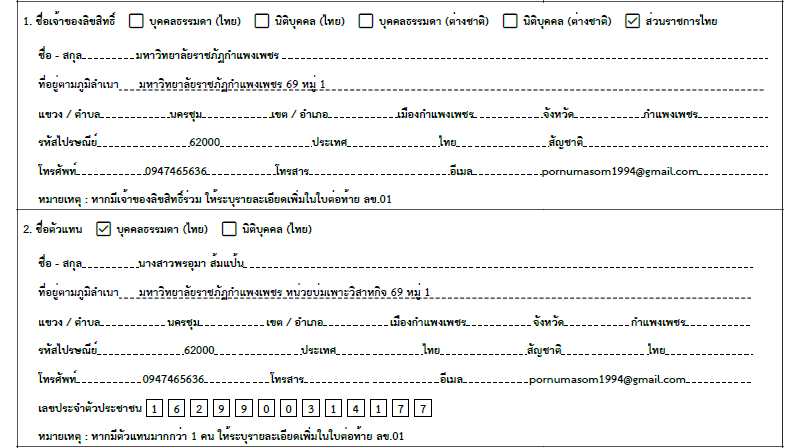 1. ชื่อเจ้าของลิขสิทธิ์ ☐ บุคคลธรรมดา (ไทย) ☐ นิติบุคคล (ไทย) ☐ บุคคลธรรมดา (ต่างชาติ) ☐ นิติบุคคล (ต่างชาติ) ☑ ส่วนราชการไทย
ชื่อ - สกุล มหาวิทยาลัยราชภัฏกำแพงเพชร
ที่อยู่ตามภูมิลำเนา มหาวิทยาลัยราชภัฏกำแพงเพชร 69 หมู่ 1
แขวง / ตำบล นครชุม เขต / อำเภอ เมืองกำแพงเพชร จังหวัด กำแพงเพชร
รหัสไปรษณีย์ 62000 ประเทศ ไทย สัญชาติ
โทรศัพท์ 0947465636 โทรสาร อีเมล pornumasom1994@gmail.com
หมายเหตุ : หากมีเจ้าของลิขสิทธิ์ร่วม ให้ระบุรายละเอียดเพิ่มในใบต่อท้าย ลข.01
2. ชื่อตัวแทน ☑ บุคคลธรรมดา (ไทย) ☐ นิติบุคคล (ไทย)
ชื่อ - สกุล นางสาวพรอุมา ส้มแป้น
ที่อยู่ตามภูมิลำเนา มหาวิทยาลัยราชภัฏกำแพงเพชร หน่วยบ่มเพาะวิสาหกิจ 69 หมู่ 1
แขวง / ตำบล นครชุม เขต / อำเภอ เมืองกำแพงเพชร จังหวัด กำแพงเพชร
รหัสไปรษณีย์ 62000 ประเทศ ไทย สัญชาติ ไทย
โทรศัพท์ 0947465636 โทรสาร อีเมล pornumasom1994@gmail.com
เลขประจำตัวประชาชน 1 6 2 9 9 0 0 3 1 4 1 7 7
หมายเหตุ : หากมีตัวแทนมากกว่า 1 คน ให้ระบุรายละเอียดเพิ่มในใบต่อท้าย ลข.01